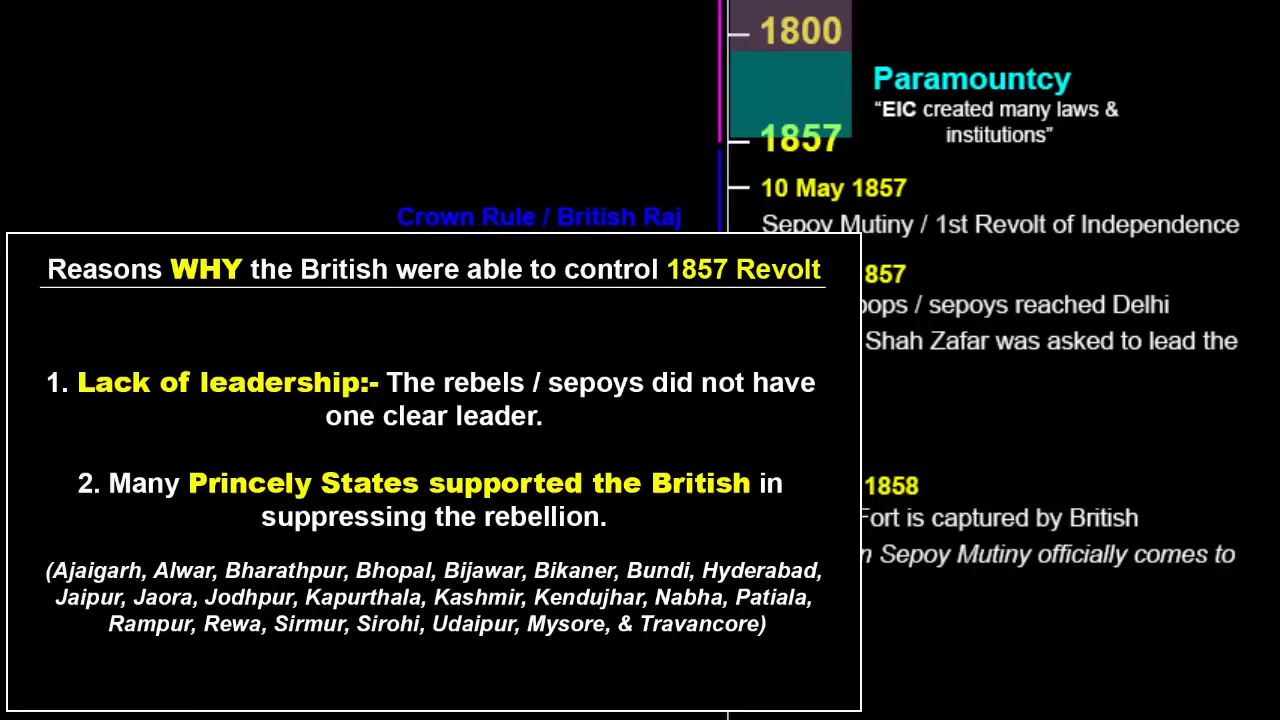 1800
Paramountcy
“EIC created many laws &
institutions”
1857
10 May 1857
Crown Rule / British Raj
Sepoy Mutiny / 1st Revolt of Independence
Reasons WHY the British were able to control 1857 Revolt
857
sepoys reached Delhi
Shah Zafar was asked to lead the
1. Lack of leadership:- The rebels / sepoys did not have
one clear leader.
2. Many Princely States supported the British in
suppressing the rebellion.
1858
Fort is captured by British
Sepoy Mutiny officially comes to
(Ajaigarh, Alwar, Bharathpur, Bhopal, Bijawar, Bikaner, Bundi, Hyderabad,
Jaipur, Jaora, Jodhpur, Kapurthala, Kashmir, Kendujhar, Nabha, Patiala,
Rampur, Rewa, Sirmur, Sirohi, Udaipur, Mysore, & Travancore)